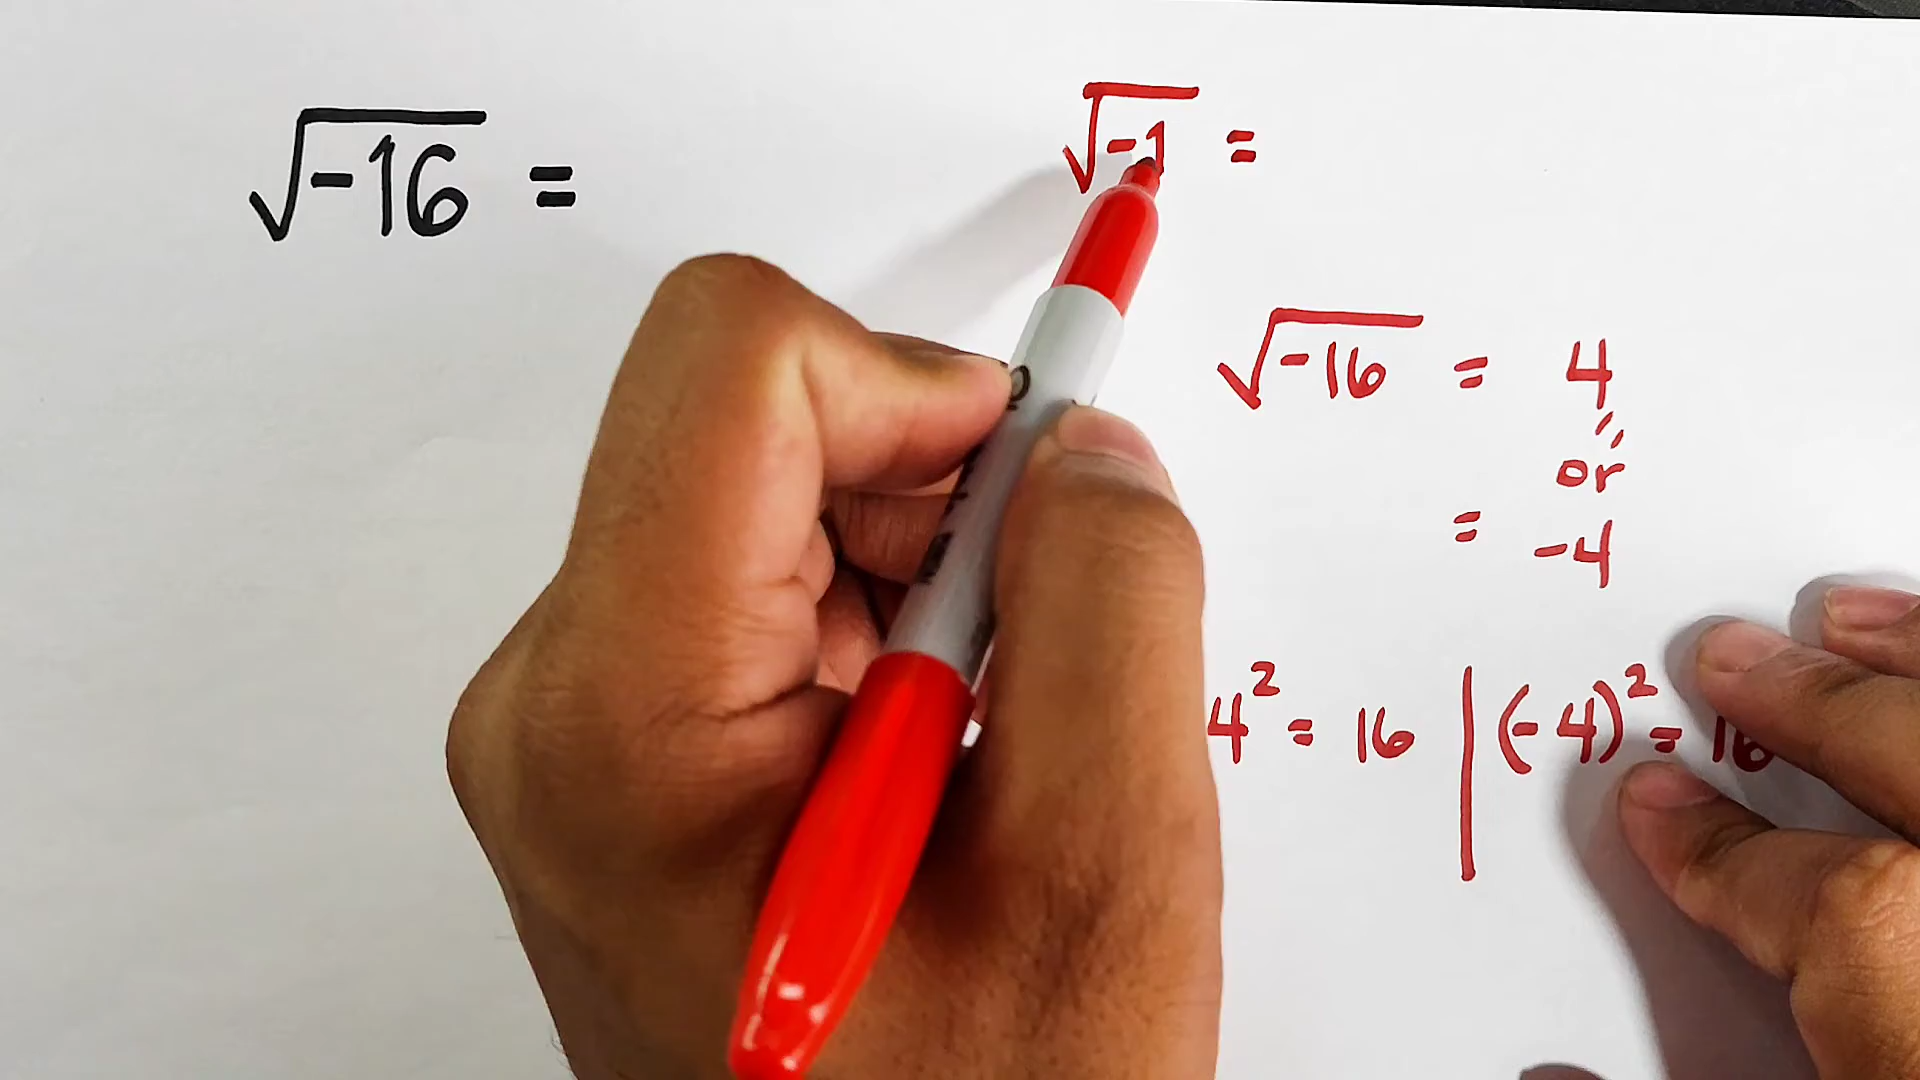 √-16 =
√-1 =
√-16 = 4
or
= -4
4² = 16 | (-4)² = 16